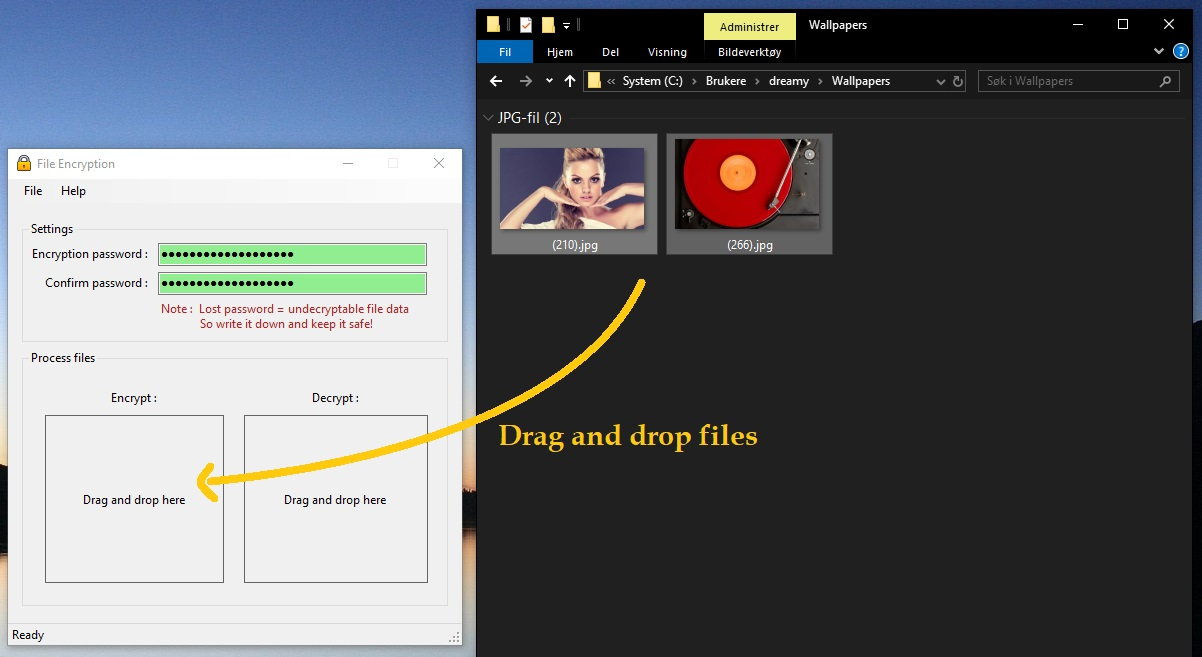 File Encryption
File Help
Settings
Encryption password :
Confirm password :
Note : Lost password = undecryptable file data
So write it down and keep it safe!
Process files
Encrypt :
Decrypt :
Drag and drop here
Drag and drop here
Ready
Administrer
Wallpapers
Fil Hjem Del Visning Bildeverktøy
« System (C:) › Brukere › dreamy › Wallpapers
Søk i Wallpapers
JPG-fil (2)
(210).jpg
(266).jpg
Drag and drop files